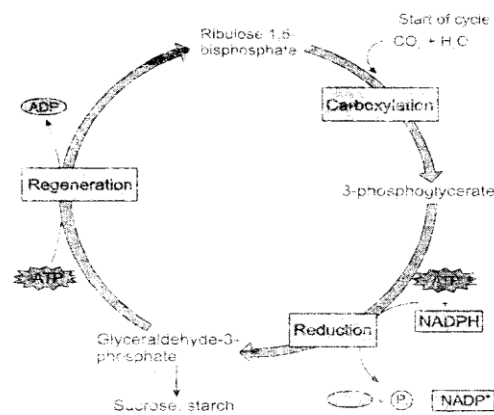 Start of cycle
CO₂ + H₂O
Ribulose 1,5-
bisphosphate
Carboxylation
ADP
Regeneration
3-phosphoglycerate
ATP
ATP
+
NADPH
Reduction
Glyceraldehyde-3-
phosphate
P
NADP⁺
Sucrose, starch